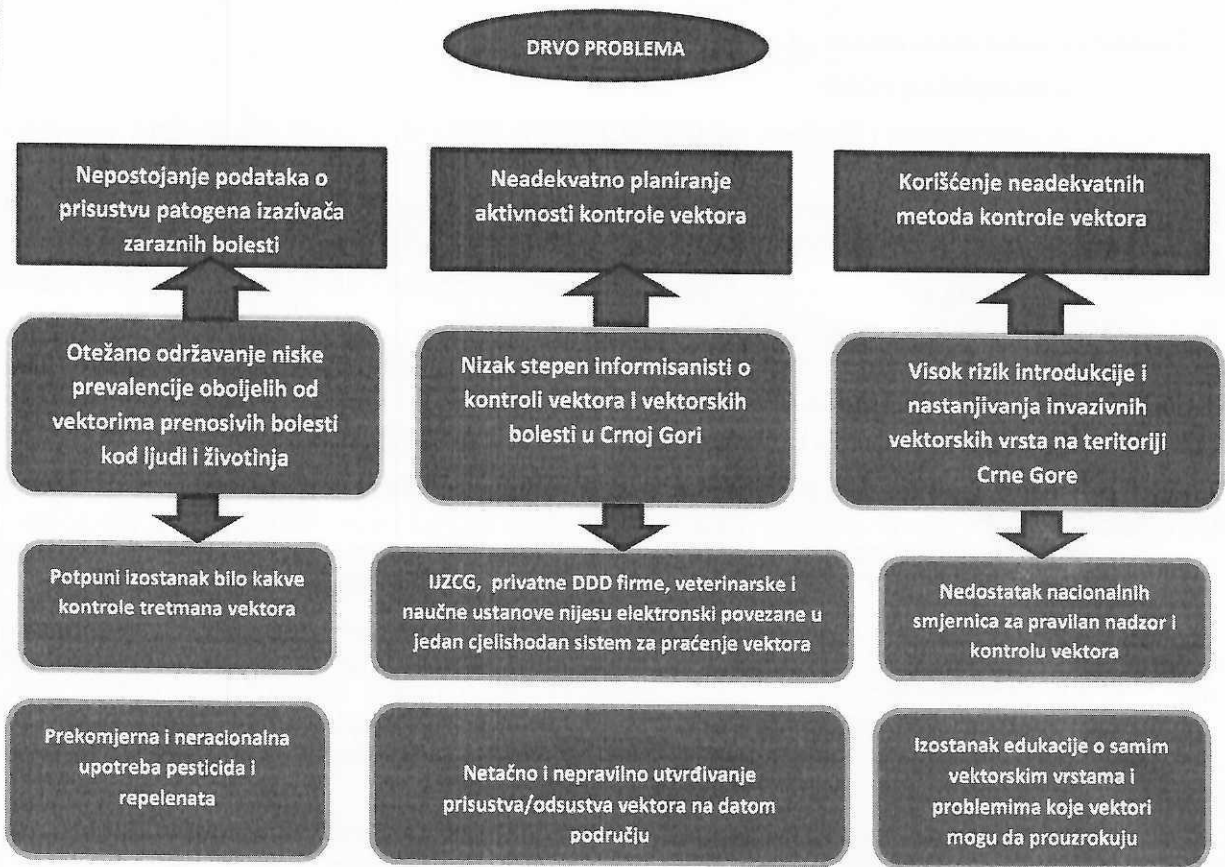 DRVO PROBLEMA
Nepostojanje podataka o
prisustvu patogena izazivača
zaraznih bolesti
Neadekvatno planiranje
aktivnosti kontrole vektora
Korišćenje neadekvatnih
metoda kontrole vektora
Otežano održavanje niske
prevalencije oboljelih od
vektorima prenosivih bolesti
kod ljudi i životinja
Nizak stepen informisanisti o
kontroli vektora i vektorskih
bolesti u Crnoj Gori
Visok rizik introdukcije i
nastanjivanja invazivnih
vektorskih vrsta na teritoriji
Crne Gore
Potpuni izostanak bilo kakve
kontrole tretmana vektora
IJZCG, privatne DDD firme, veterinarske i
naučne ustanove nijesu elektronski povezane u
jedan cjelishodan sistem za praćenje vektora
Nedostatak nacionalnih
smjernica za pravilan nadzor i
kontrolu vektora
Prekomjerna i neracionalna
upotreba pesticida i
repelenata
Netačno i nepravilno utvrđivanje
prisustva/odsustva vektora na datom
području
Izostanak edukacije o samim
vektorskim vrstama i
problemima koje vektori
mogu da prouzrokuju